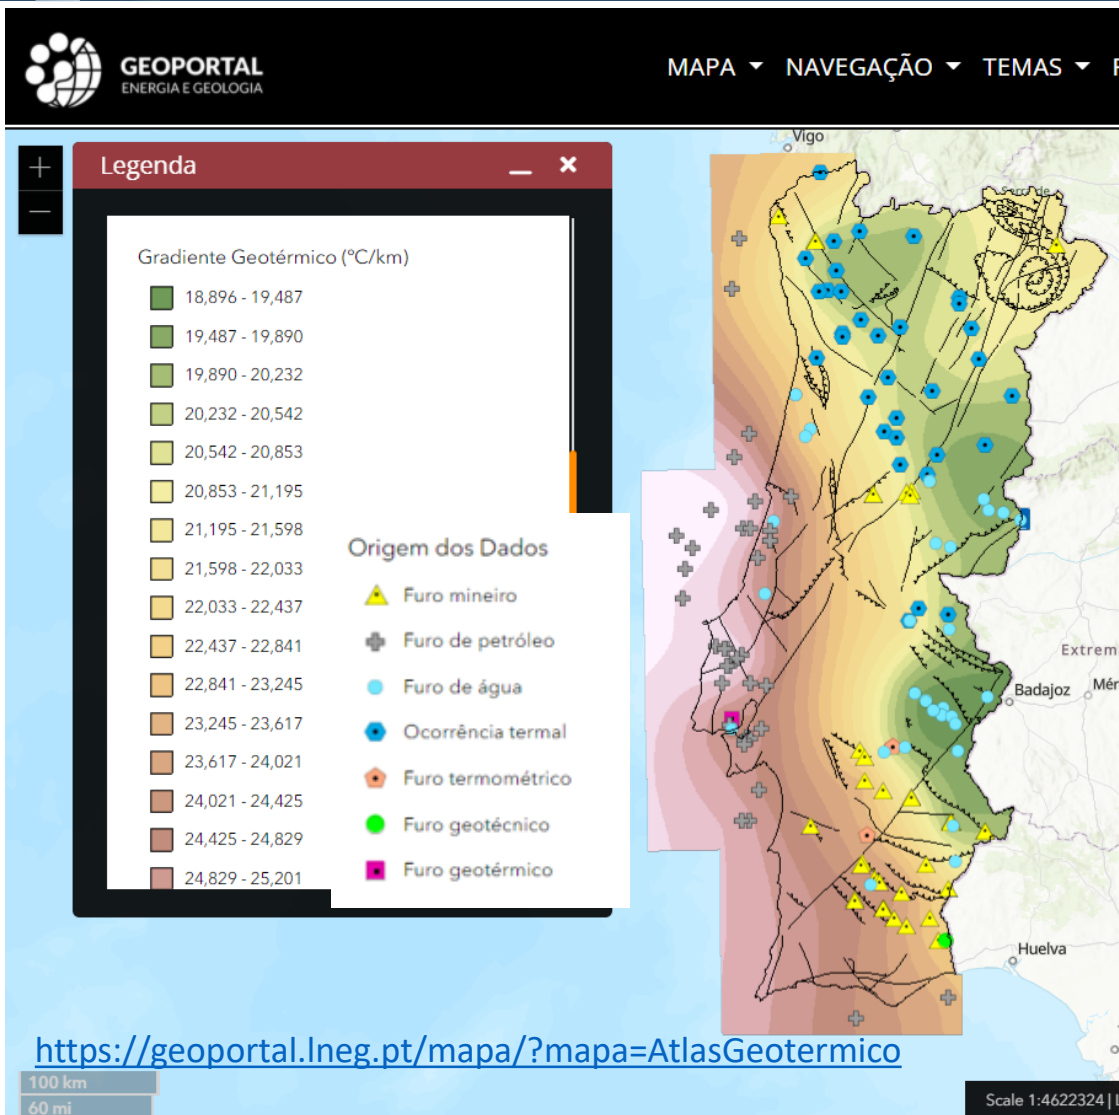 GEOPORTAL
ENERGIA E GEOLOGIA
MAPA NAVEGAÇÃO TEMAS
Legenda
Gradiente Geotérmico (°C/km)
18,896 - 19,487
19,487 - 19,890
19,890 - 20,232
20,232 - 20,542
20,542 - 20,853
20,853 - 21,195
21,195 - 21,598
21,598 - 22,033
22,033 - 22,437
22,437 - 22,841
22,841 - 23,245
23,245 - 23,617
23,617 - 24,021
24,021 - 24,425
24,425 - 24,829
24,829 - 25,201
Origem dos Dados
Furo mineiro
Furo de petróleo
Furo de água
Ocorrência termal
Furo termométrico
Furo geotécnico
Furo geotérmico
Vigo
Extrem
Badajoz
Mér
Huelva
https://geoportal.lneg.pt/mapa/?mapa=AtlasGeotermico
100 km
60 mi
Scale 1:4622324 |